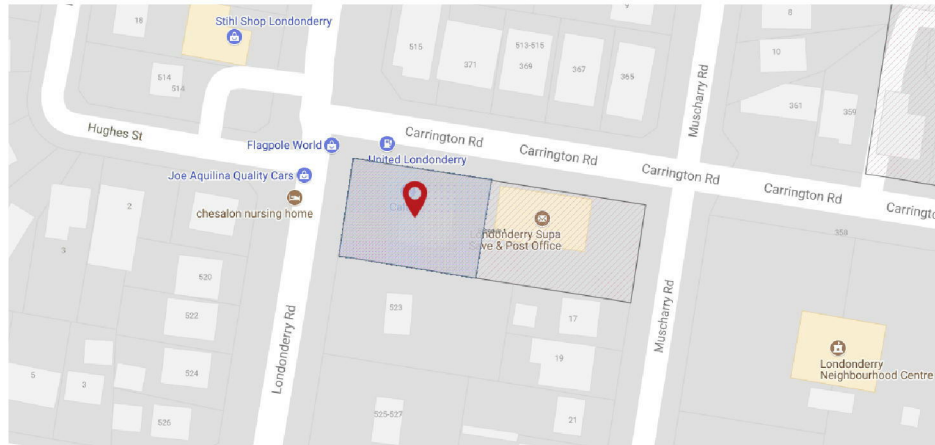 9
8
18
Stihl Shop Londonderry
515
513-515
371
369
367
365
10
514
514
361
359
Muscharry Rd
Hughes St
Carrington Rd
Flagpole World
United Londonderry
Carrington Rd
Carrington Rd
Carrington Rd
Joe Aquilina Quality Cars
chesalon nursing home
2
Londonderry Supa
Save & Post Office
359
3
520
523
522
17
Londonderry Rd
Muscharry Rd
19
524
Londonderry
Neighbourhood Centre
5
3
526
525-527
21